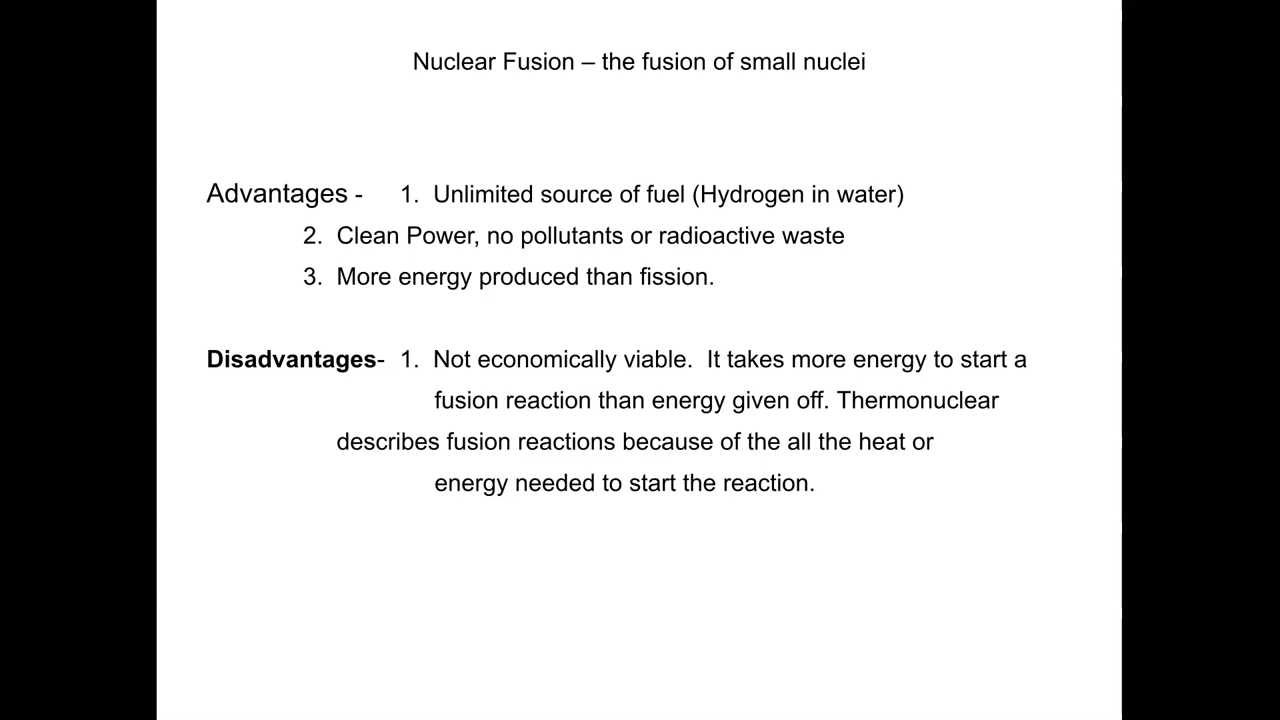 Nuclear Fusion – the fusion of small nuclei
Advantages - 1. Unlimited source of fuel (Hydrogen in water)
2. Clean Power, no pollutants or radioactive waste
3. More energy produced than fission.
Disadvantages- 1. Not economically viable. It takes more energy to start a
fusion reaction than energy given off. Thermonuclear
describes fusion reactions because of the all the heat or
energy needed to start the reaction.